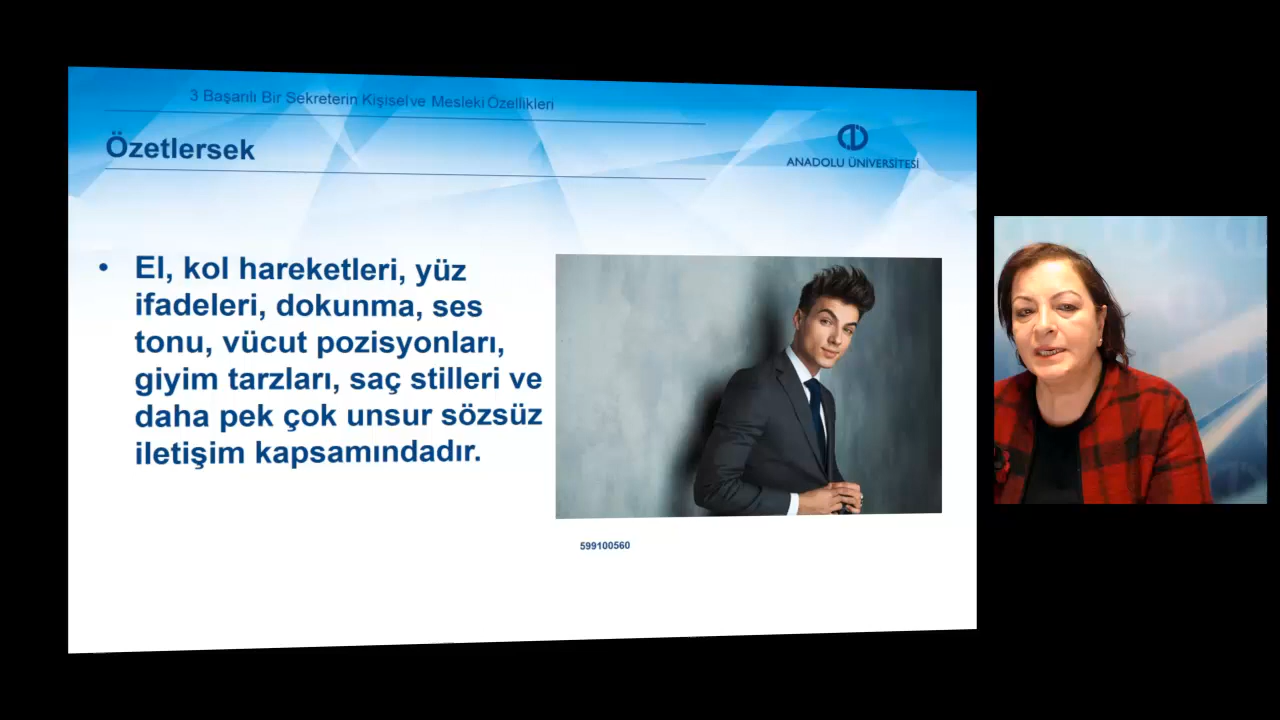 3 Başarılı Bir Sekreterin Kişisel ve Mesleki Özellikleri
Özetlersek
ANADOLU ÜNİVERSİTESİ
• El, kol hareketleri, yüz
ifadeleri, dokunma, ses
tonu, vücut pozisyonları,
giyim tarzları, saç stilleri ve
daha pek çok unsur sözsüz
iletişim kapsamındadır.
599100560